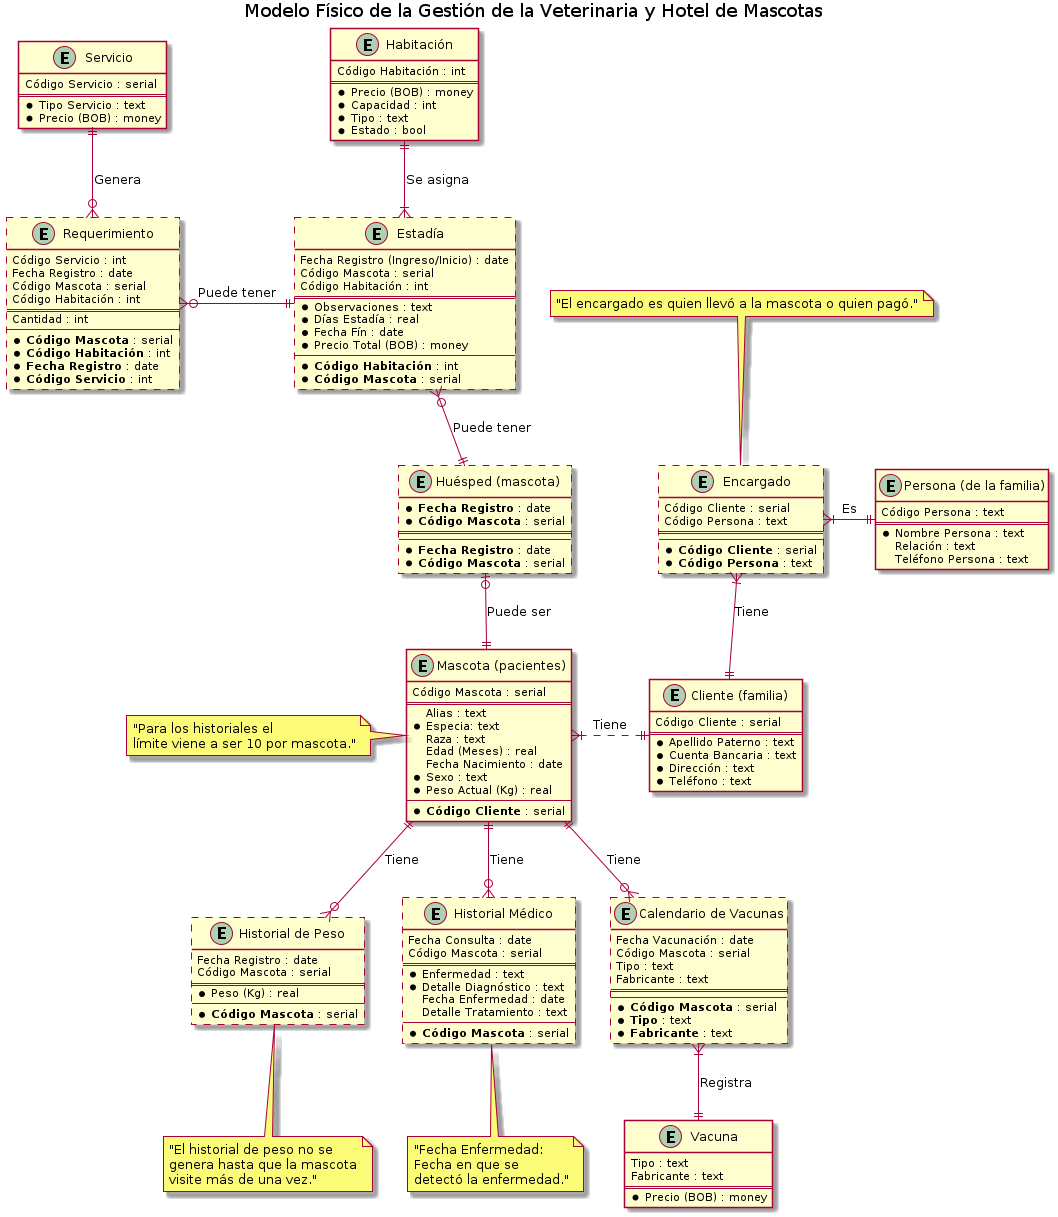 Modelo Físico de la Gestión de la Veterinaria y Hotel de Mascotas
E Servicio
Código Servicio : serial
Tipo Servicio : text
Precio (BOB) : money
E Habitación
Código Habitación : int
Precio (BOB) : money
Capacidad : int
Tipo : text
Estado : bool
Genera
Se asigna
E Requerimiento
Código Servicio : int
Fecha Registro : date
Código Mascota : serial
Código Habitación : int
Cantidad : int
Código Mascota : serial
Código Habitación : int
Fecha Registro : date
Código Servicio : int
Puede tener
E Estadía
Fecha Registro (Ingreso/Inicio) : date
Código Mascota : serial
Código Habitación : int
Observaciones : text
Días Estadía : real
Fecha Fín : date
Precio Total (BOB) : money
Código Habitación : int
Código Mascota : serial
"El encargado es quien llevó a la mascota o quien pagó."
Puede tener
E Huésped (mascota)
Fecha Registro : date
Código Mascota : serial
Fecha Registro : date
Código Mascota : serial
E Encargado
Código Cliente : serial
Código Persona : text
Código Cliente : serial
Código Persona : text
Es
E Persona (de la familia)
Código Persona : text
Nombre Persona : text
Relación : text
Teléfono Persona : text
Puede ser
Tiene
E Mascota (pacientes)
Código Mascota : serial
Alias : text
Especia: text
Raza : text
Edad (Meses) : real
Fecha Nacimiento : date
Sexo : text
Peso Actual (Kg) : real
Código Cliente : serial
"Para los historiales el
límite viene a ser 10 por mascota."
Tiene
E Cliente (familia)
Código Cliente : serial
Apellido Paterno : text
Cuenta Bancaria : text
Dirección : text
Teléfono : text
Tiene
Tiene
Tiene
E Historial de Peso
Fecha Registro : date
Código Mascota : serial
Peso (Kg) : real
Código Mascota : serial
E Historial Médico
Fecha Consulta : date
Código Mascota : serial
Enfermedad : text
Detalle Diagnóstico : text
Fecha Enfermedad : date
Detalle Tratamiento : text
Código Mascota : serial
E Calendario de Vacunas
Fecha Vacunación : date
Código Mascota : serial
Tipo : text
Fabricante : text
Código Mascota : serial
Tipo : text
Fabricante : text
Registra
"El historial de peso no se
genera hasta que la mascota
visite más de una vez."
"Fecha Enfermedad:
Fecha en que se
detectó la enfermedad."
E Vacuna
Tipo : text
Fabricante : text
Precio (BOB) : money